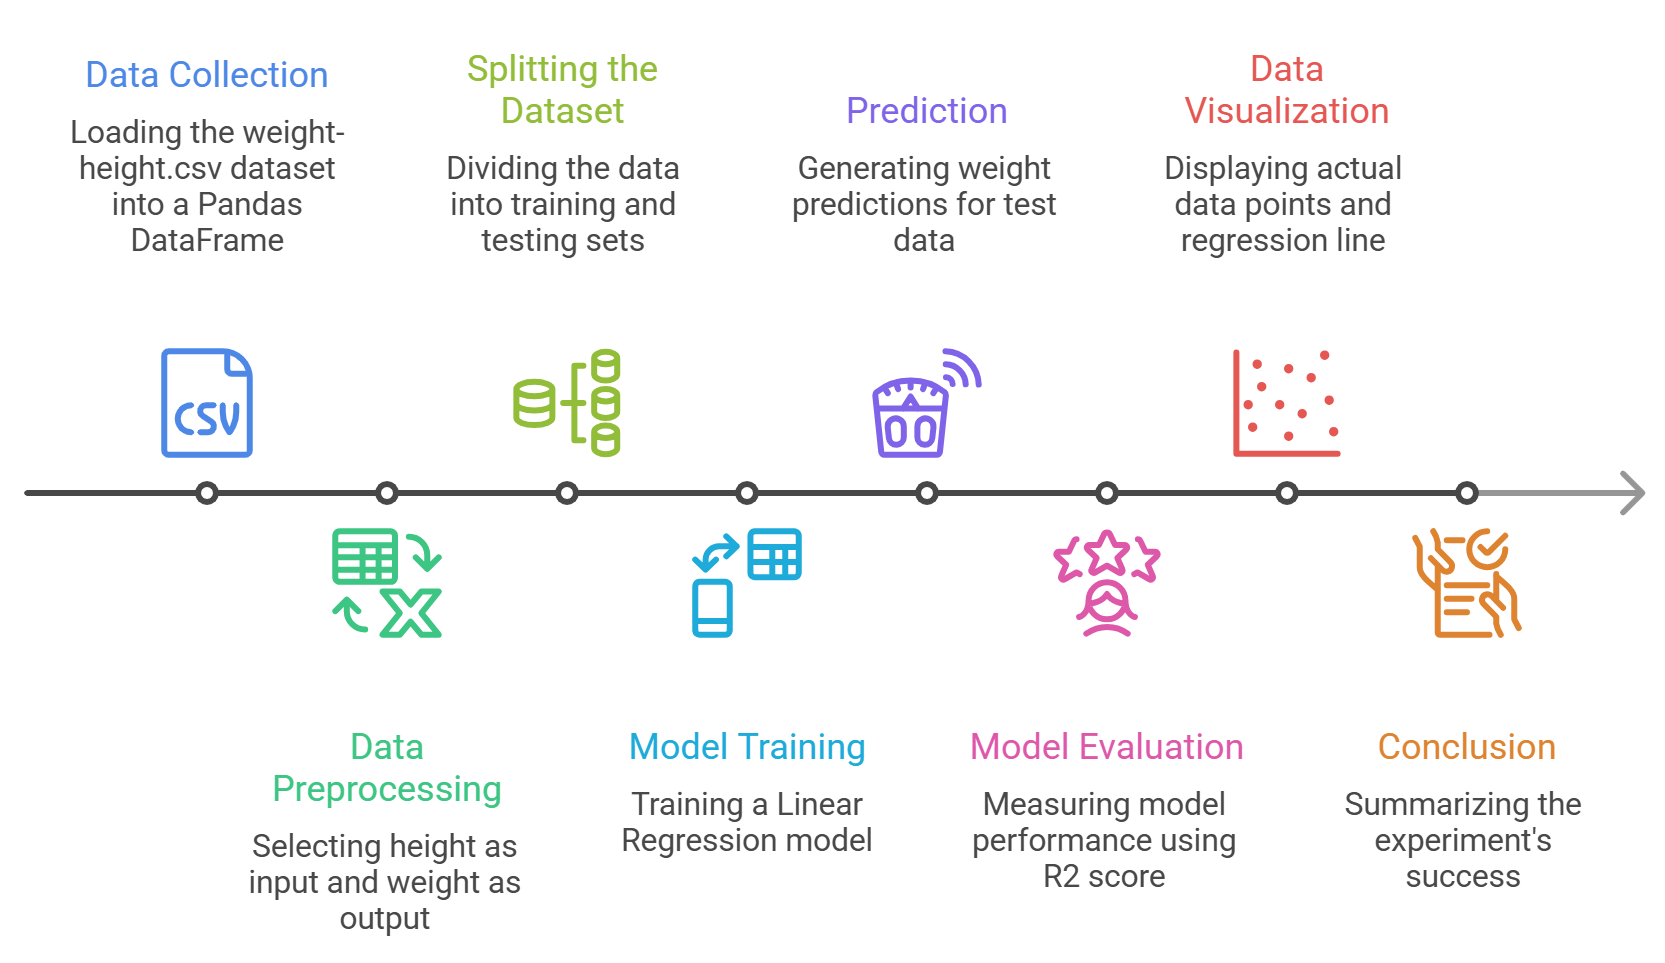 Data Collection
Loading the weight-
height.csv dataset
into a Pandas
DataFrame
Splitting the
Dataset
Dividing the data
into training and
testing sets
Prediction
Generating weight
predictions for test
data
Data
Visualization
Displaying actual
data points and
regression line
CSV
Data
Preprocessing
Selecting height as
input and weight as
output
Model Training
Training a Linear
Regression model
Model Evaluation
Measuring model
performance using
R2 score
Conclusion
Summarizing the
experiment's
success